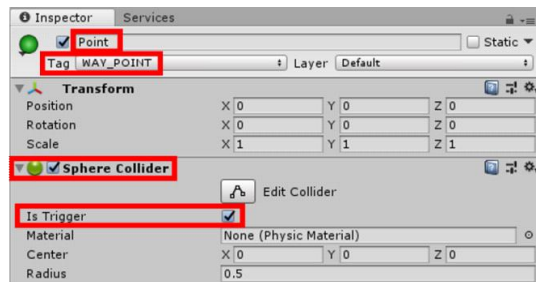 Inspector Services
Point Static
Tag WAY_POINT Layer Default
Transform
Position X 0 Y 0 Z 0
Rotation X 0 Y 0 Z 0
Scale X 1 Y 1 Z 1
Sphere Collider
Edit Collider
Is Trigger
Material None (Physic Material)
Center X 0 Y 0 Z 0
Radius 0.5